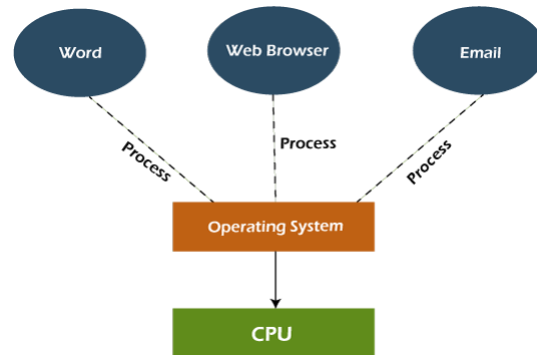 Word
Web Browser
Email
Process
Process
Process
Operating System
CPU